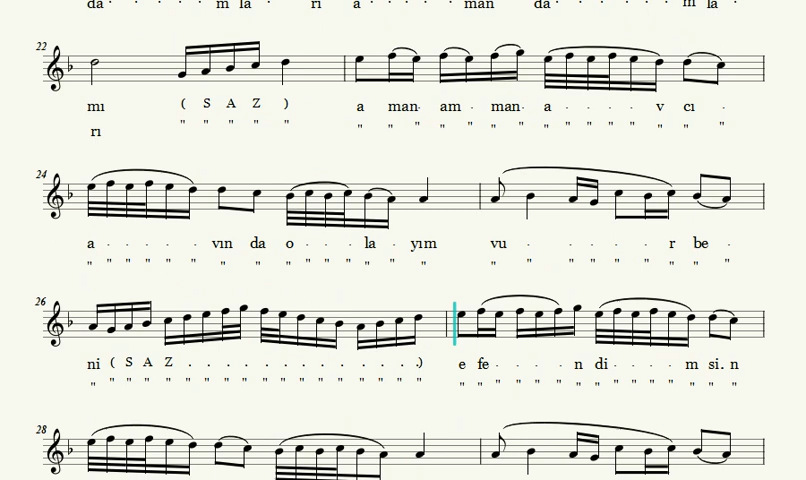 da . . . . . m la . ri a . . . . man da . . . . . m la .
22
mı ( S A Z ) a man . am . man . a . . . . v cı .
rı " " " " " " " " " " " " " " " " " "
24
a . . . . . vın da o . . . la . yım vu . . . . . r be .
" " " " " " " " " " " " " " " " " " " " " " "
26
ni ( S A Z . . . . . . . . . . . ) e fe . . . . n di . . . . m si . n
" " " " " " " " " " " " " " " " " " " " " " " " " " " " "
28